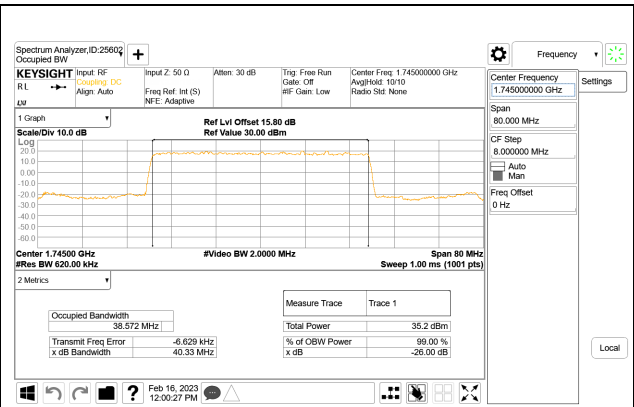 Spectrum Analyzer,ID:25602
Occupied BW
Frequency
KEYSIGHT
R L
Input: RF
Coupling: DC
Align: Auto
Input Z: 50 Ω
Freq Ref: Int (S)
NFE: Adaptive
Atten: 30 dB
Trig: Free Run
Gate: Off
#IF Gain: Low
Center Freq: 1.745000000 GHz
Avg|Hold: 10/10
Radio Std: None
1 Graph
Scale/Div 10.0 dB
Ref Lvl Offset 15.80 dB
Ref Value 30.00 dBm
Log
20.0
10.0
0.00
-10.0
-20.0
-30.0
-40.0
-50.0
-60.0
Center 1.74500 GHz
#Res BW 620.00 kHz
#Video BW 2.0000 MHz
Span 80 MHz
Sweep 1.00 ms (1001 pts)
2 Metrics
Occupied Bandwidth
38.572 MHz
Transmit Freq Error -6.629 kHz
x dB Bandwidth 40.33 MHz
Measure Trace Trace 1
Total Power 35.2 dBm
% of OBW Power 99.00 %
x dB -26.00 dB
Feb 16, 2023
12:00:27 PM
Center Frequency
1.745000000 GHz
Span
80.000 MHz
CF Step
8.000000 MHz
Auto
Man
Freq Offset
0 Hz
Settings
Local